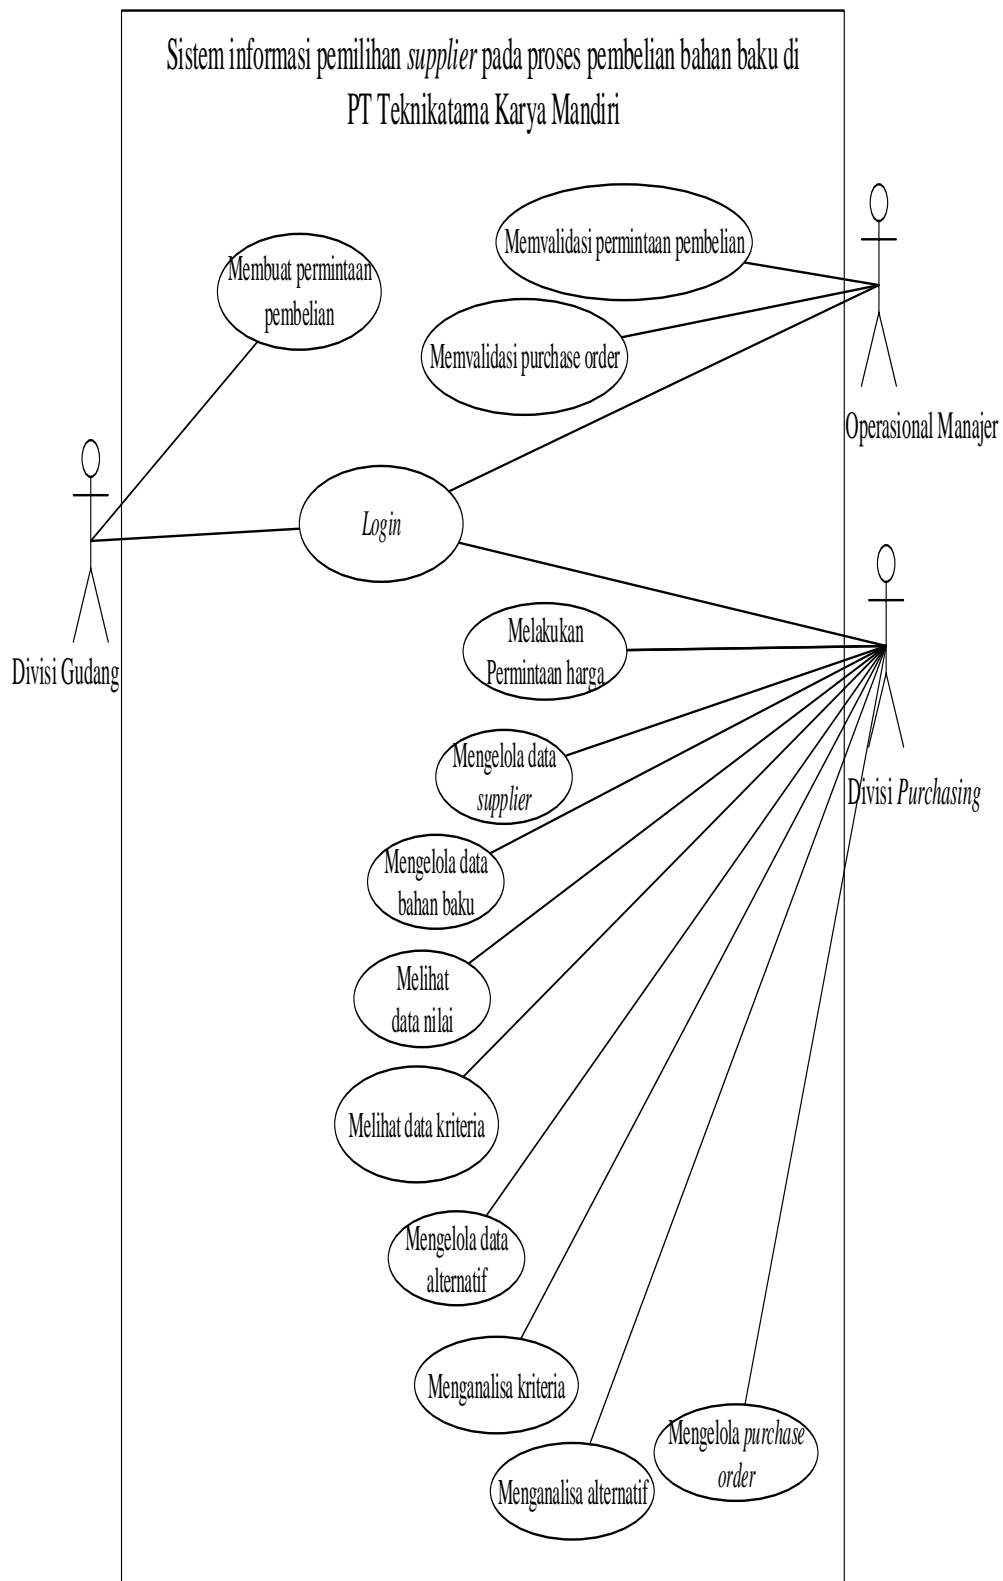 Sistem informasi pemilihan supplier pada proses pembelian bahan baku di
PT Teknikatama Karya Mandiri
Memvalidasi permintaan pembelian
Membuat permintaan
pembelian
Memvalidasi purchase order
Operasional Manajer
Login
Divisi Gudang
Melakukan
Permintaan harga
Mengelola data
supplier
Divisi Purchasing
Mengelola data
bahan baku
Melihat
data nilai
Melihat data kriteria
Mengelola data
alternatif
Menganalisa kriteria
Mengelola purchase
order
Menganalisa alternatif